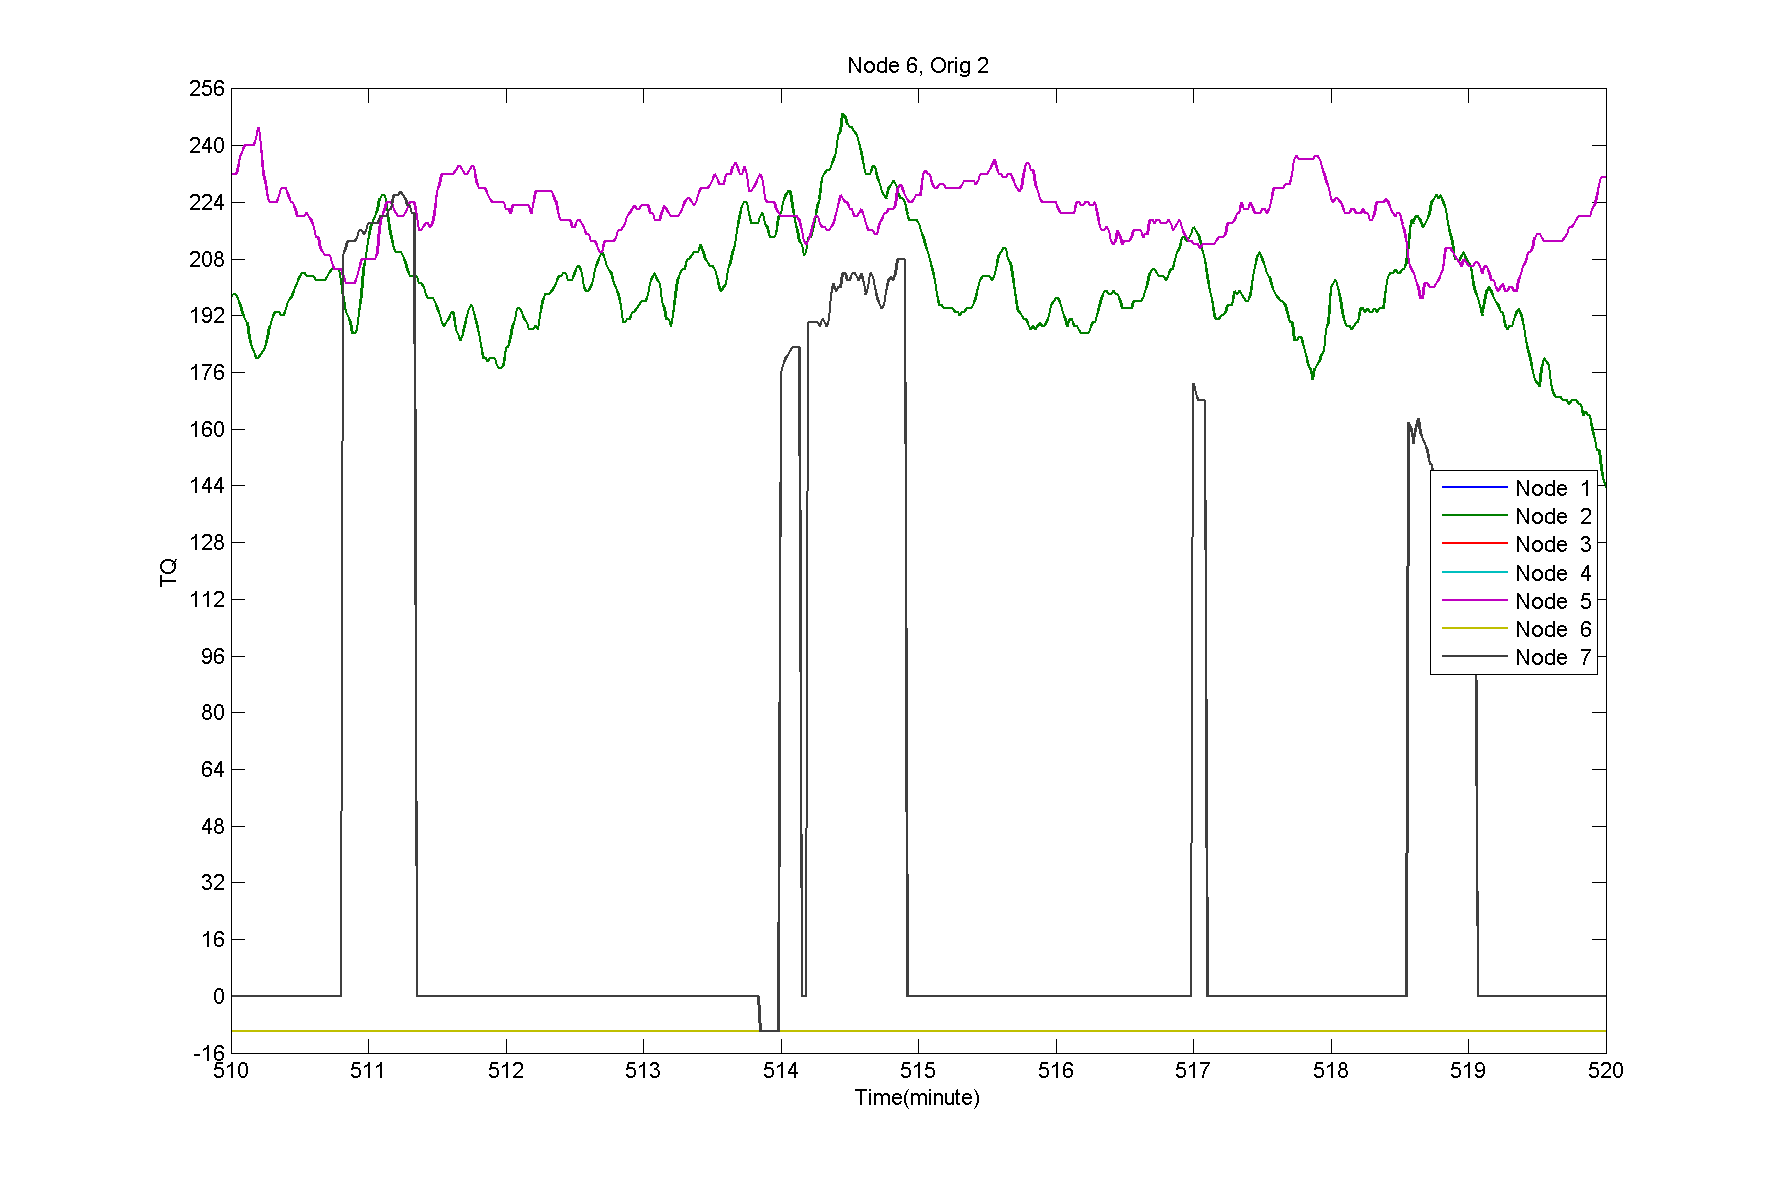 Node 6, Orig 2
256
240
224
208
192
176
160
144
128
112
96
80
64
48
32
16
0
-16
TQ
Node 1
Node 2
Node 3
Node 4
Node 5
Node 6
Node 7
510 511 512 513 514 515 516 517 518 519 520
Time(minute)